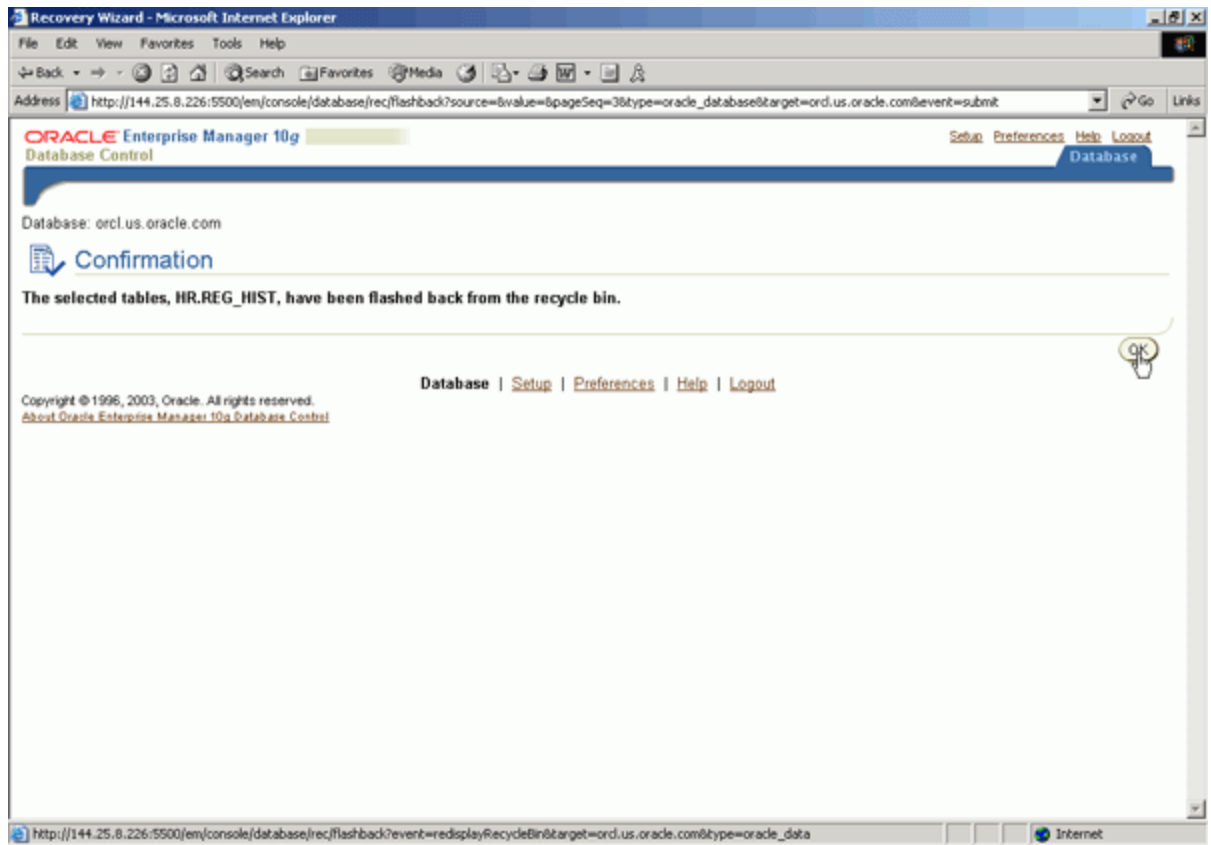 Recovery Wizard - Microsoft Internet Explorer
File Edit View Favorites Tools Help
Back Search Favorites Media
Address http://144.25.8.226:5500/em/console/database/rec/flashback?source=&value=&pageSeq=3&type=oracle_database&target=orcl.us.oracle.com&event=submit Go Links
ORACLE Enterprise Manager 10g Setup Preferences Help Logout
Database Control Database
Database: orcl.us.oracle.com
Confirmation
The selected tables, HR.REG_HIST, have been flashed back from the recycle bin.
OK
Database | Setup | Preferences | Help | Logout
Copyright © 1996, 2003, Oracle. All rights reserved.
About Oracle Enterprise Manager 10g Database Control
http://144.25.8.226:5500/em/console/database/rec/flashback?event=redisplayRecycleBin&target=orcl.us.oracle.com&type=oracle_data Internet